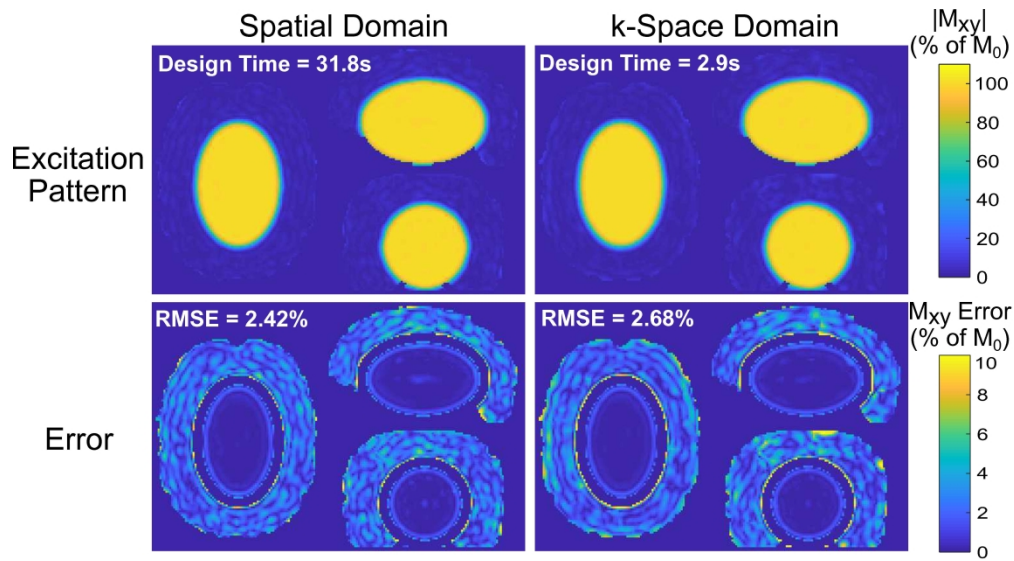 Spatial Domain
k-Space Domain
|Mxy|
(% of M0)
Design Time = 31.8s
Design Time = 2.9s
Excitation
Pattern
100
80
60
40
20
0
RMSE = 2.42%
RMSE = 2.68%
Mxy Error
(% of M0)
Error
10
8
6
4
2
0